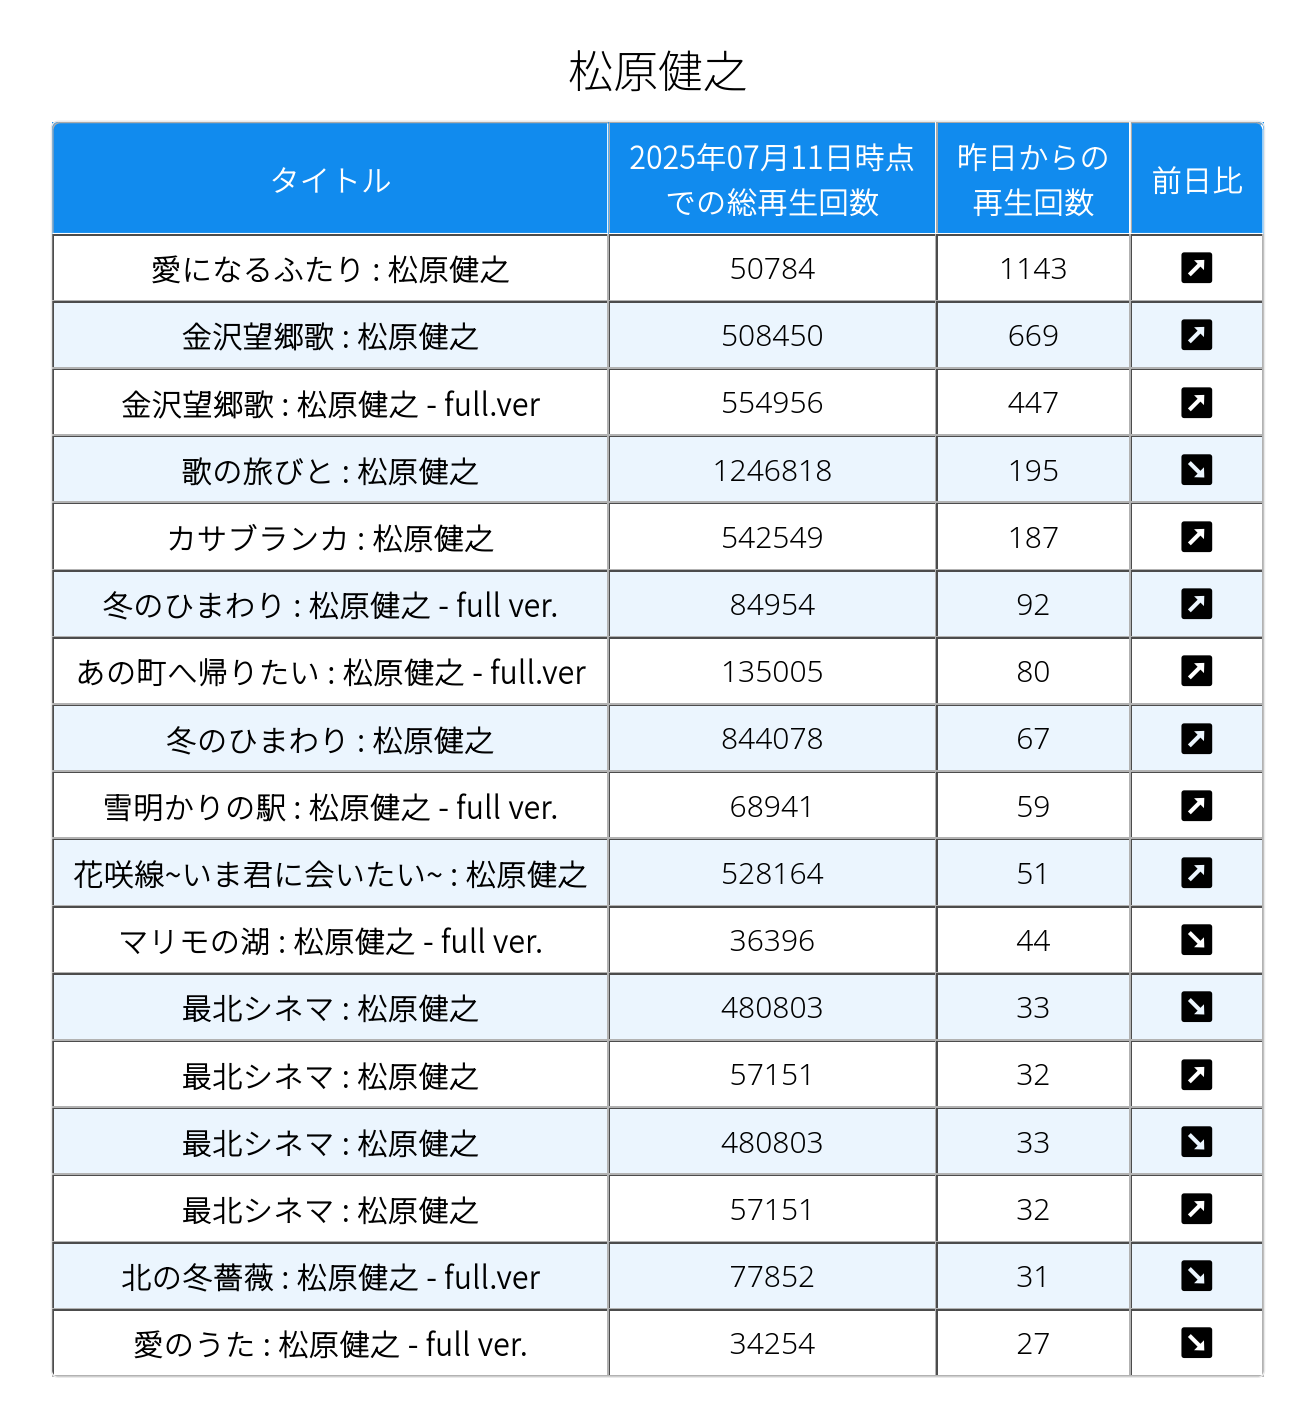 松原健之
タイトル
2025年07月11日時点
での総再生回数
昨日からの
再生回数
前日比
愛になるふたり : 松原健之 50784 1143
金沢望郷歌 : 松原健之 508450 669
金沢望郷歌 : 松原健之 - full.ver 554956 447
歌の旅びと : 松原健之 1246818 195
カサブランカ : 松原健之 542549 187
冬のひまわり : 松原健之 - full ver. 84954 92
あの町へ帰りたい : 松原健之 - full.ver 135005 80
冬のひまわり : 松原健之 844078 67
雪明かりの駅 : 松原健之 - full ver. 68941 59
花咲線~いま君に会いたい~ : 松原健之 528164 51
マリモの湖 : 松原健之 - full ver. 36396 44
最北シネマ : 松原健之 480803 33
最北シネマ : 松原健之 57151 32
最北シネマ : 松原健之 480803 33
最北シネマ : 松原健之 57151 32
北の冬薔薇 : 松原健之 - full.ver 77852 31
愛のうた : 松原健之 - full ver. 34254 27